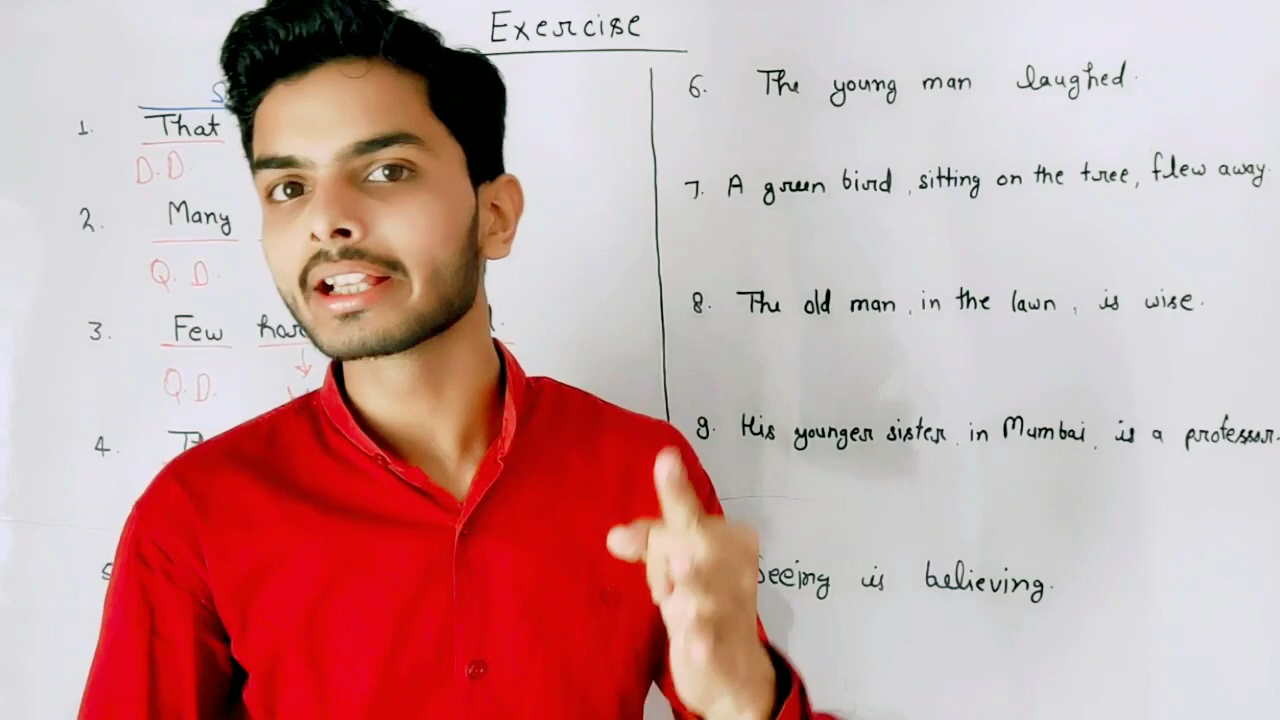 Exercise
1. That
D.D.
2. Many
Q.D.
3. Few
Q.D.
4.
6. The young man laughed.
7. A green bird, sitting on the tree, flew away.
8. The old man, in the lawn, is wise.
9. His younger sister, in Mumbai, is a professor.
Seeing is believing.